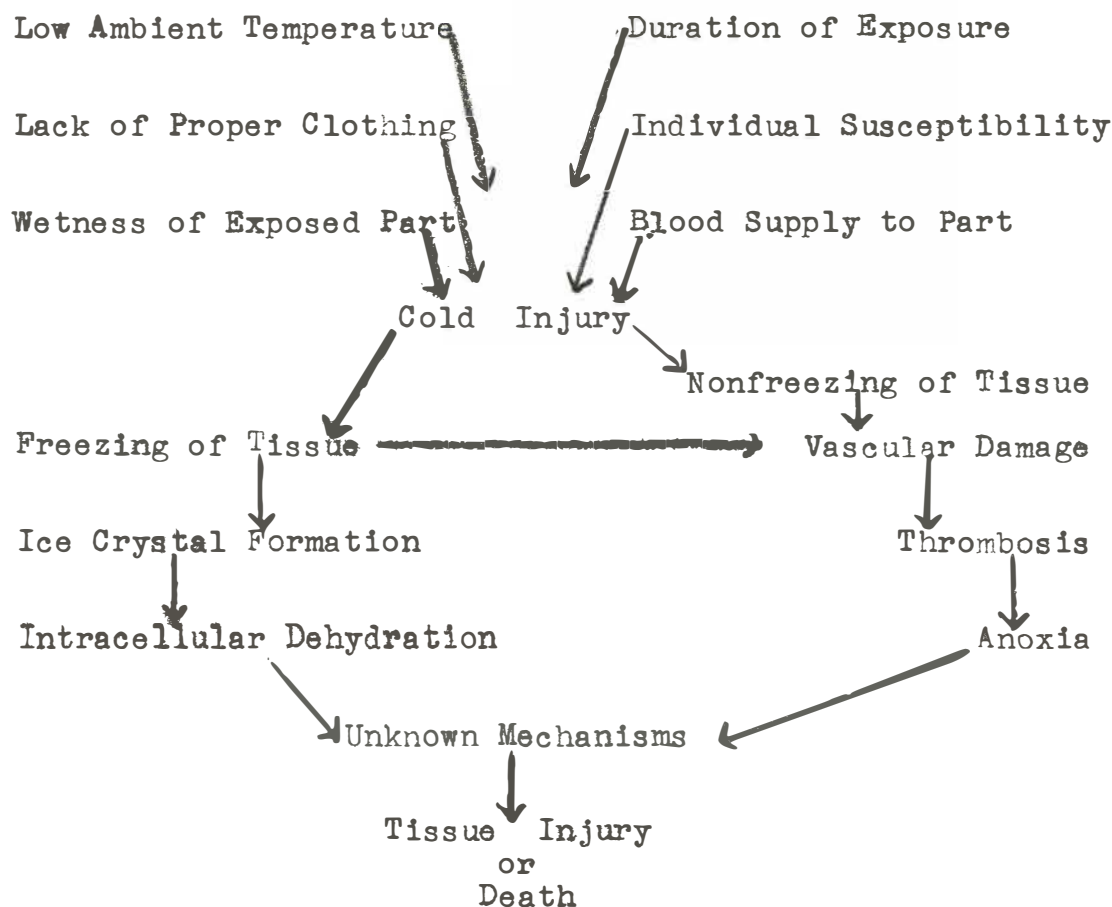 Low Ambient Temperature
Duration of Exposure
Lack of Proper Clothing
Individual Susceptibility
Wetness of Exposed Part
Blood Supply to Part
Cold Injury
Nonfreezing of Tissue
Freezing of Tissue
Vascular Damage
Ice Crystal Formation
Thrombosis
Intracellular Dehydration
Anoxia
Unknown Mechanisms
Tissue Injury
or
Death